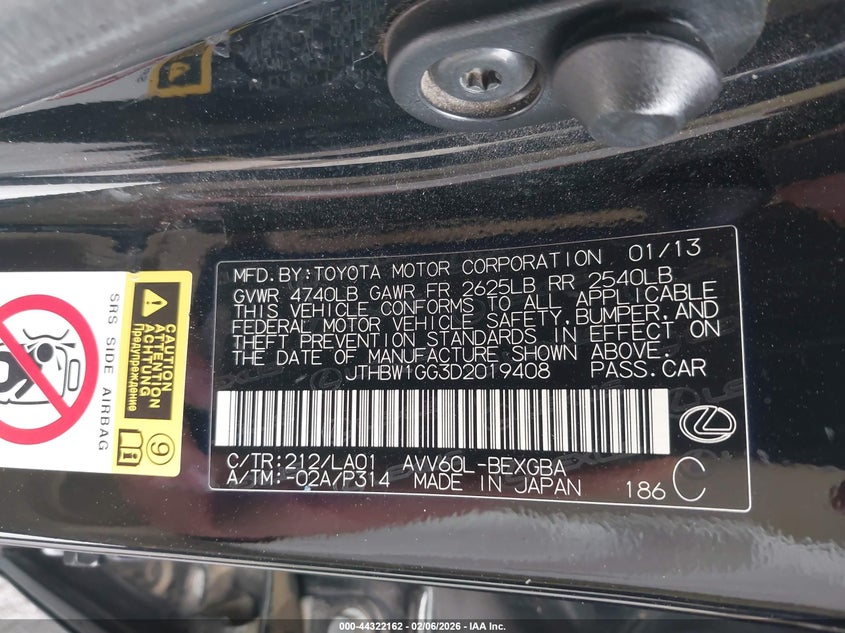 MFD.BY:TOYOTA MOTOR CORPORATION 01/13
GVWR 4740LB GAWR FR 2625LB RR 2540LB
THIS VEHICLE CONFORMS TO ALL APPLICABLE
FEDERAL MOTOR VEHICLE SAFETY,BUMPER,AND
THEFT PREVENTION STANDARDS IN EFFECT ON
THE DATE OF MANUFACTURE SHOWN ABOVE.
JTHBW1GG3D2019408 PASS.CAR
C/TR:212/LA01 AVV60L-BEXGBA
A/TM:-02A/P314 MADE IN JAPAN 186 C
SRS SIDE AIRBAG
CAUTION
ATTENTION
ACHTUNG
Предупреждение
9
000-44322162 - 02/06/2026 - IAA Inc.